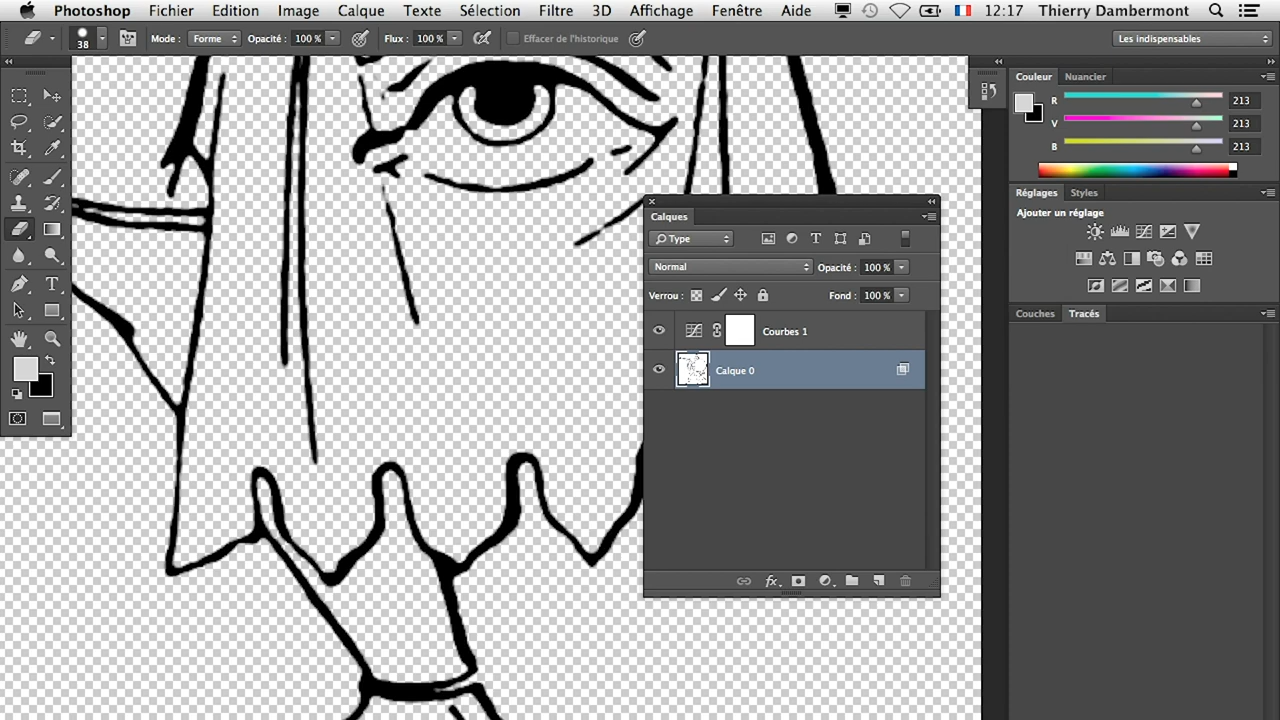 Photoshop Fichier Edition Image Calque Texte Sélection Filtre 3D Affichage Fenêtre Aide 12:17 Thierry Dambermont
38 Mode : Forme Opacité : 100 % Flux : 100 % Effacer de l'historique Les indispensables
Couleur Nuancier
R 213
V 213
B 213
Réglages Styles
Ajouter un réglage
Couches Tracés
Calques
Type
Normal Opacité : 100 %
Verrou : Fond : 100 %
Courbes 1
Calque 0
fx